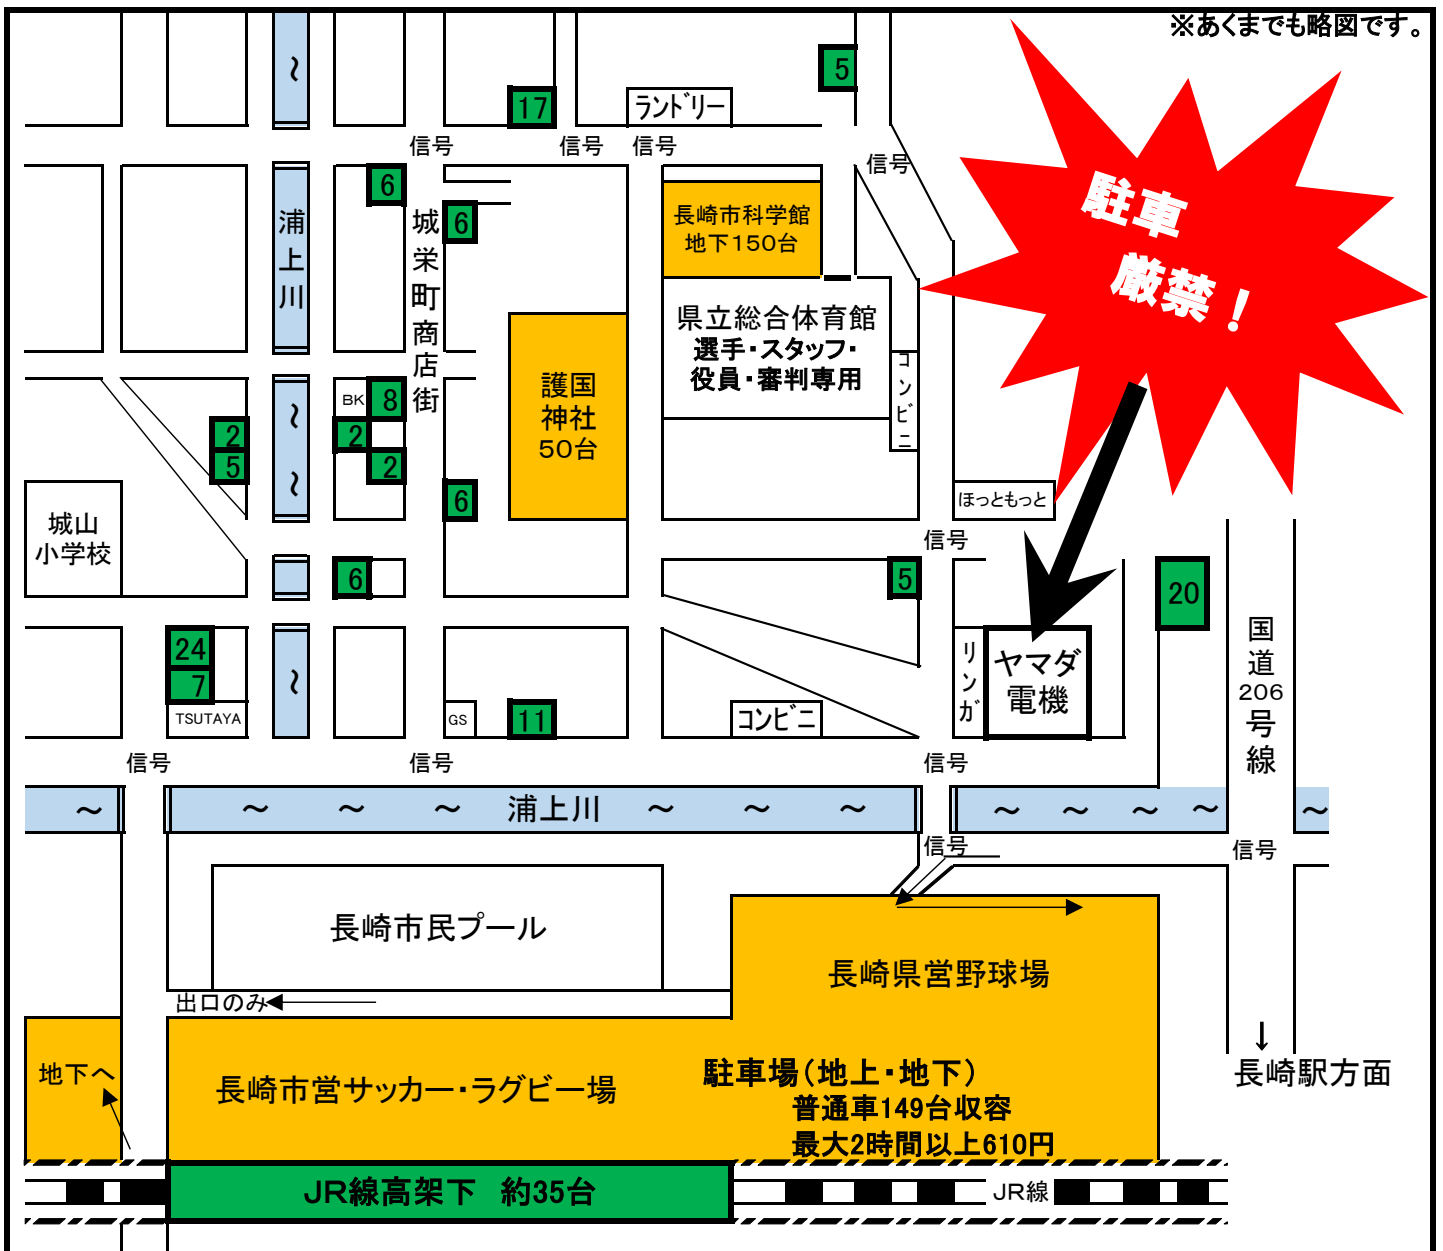 ※あくまでも略図です。
5
17
ランドリー
信号
信号
信号
信号
駐車
厳禁！
6
6
浦上川
城栄町商店街
長崎市科学館
地下150台
県立総合体育館
選手・スタッフ・
役員・審判専用
コンビニ
護国
神社
50台
BK
8
2
2
2
5
6
ほっともっと
城山
小学校
信号
6
5
20
24
7
TSUTAYA
GS
11
コンビニ
リンガ
ヤマダ
電機
国道206号線
信号
信号
信号
～
～
～
～
～ ～ ～ ～ 浦上川 ～ ～ ～ ～ ～ ～ ～ ～
信号
信号
長崎市民プール
長崎県営野球場
出口のみ
地下へ
長崎市営サッカー・ラグビー場
駐車場（地上・地下）
普通車149台収容
最大2時間以上610円
↓
長崎駅方面
JR線高架下 約35台
JR線